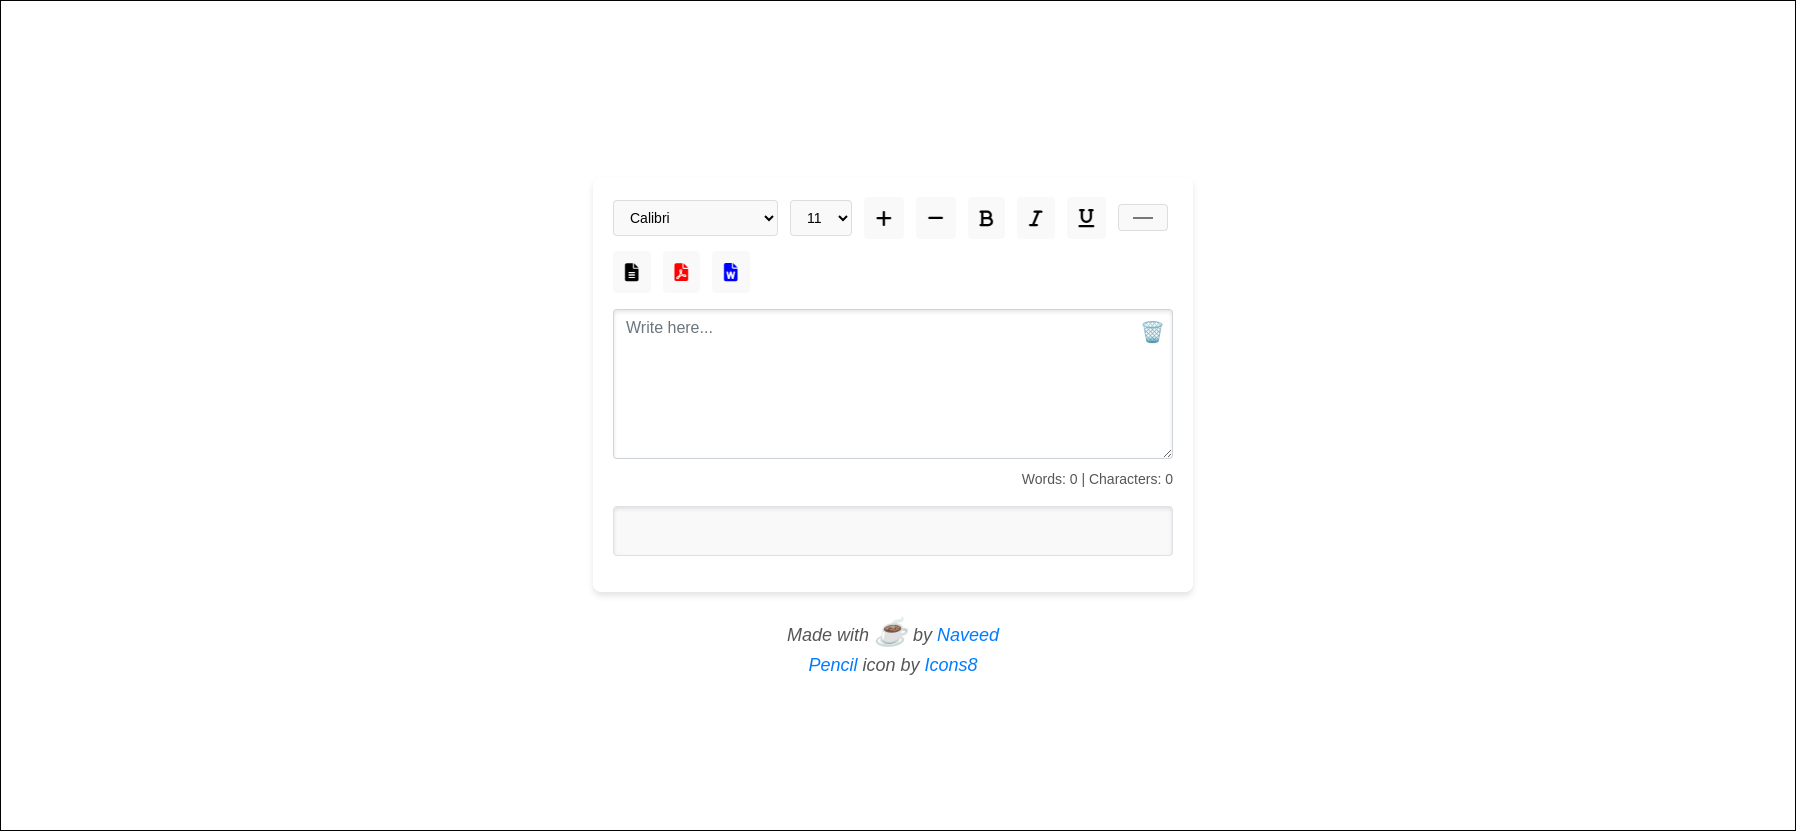 Calibri 11
Write here...
Words: 0 | Characters: 0
Made with ☕ by Naveed
Pencil icon by Icons8